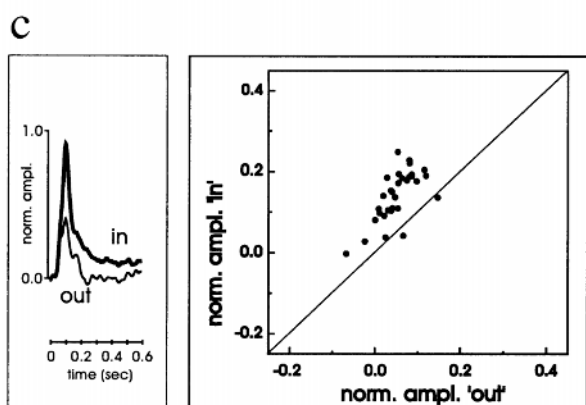 c
norm. ampl.
1.0
0.0
in
out
0 0.2 0.4 0.6
time (sec)
norm. ampl. 'in'
0.4
0.2
0.0
-0.2
-0.2 0.0 0.2 0.4
norm. ampl. 'out'